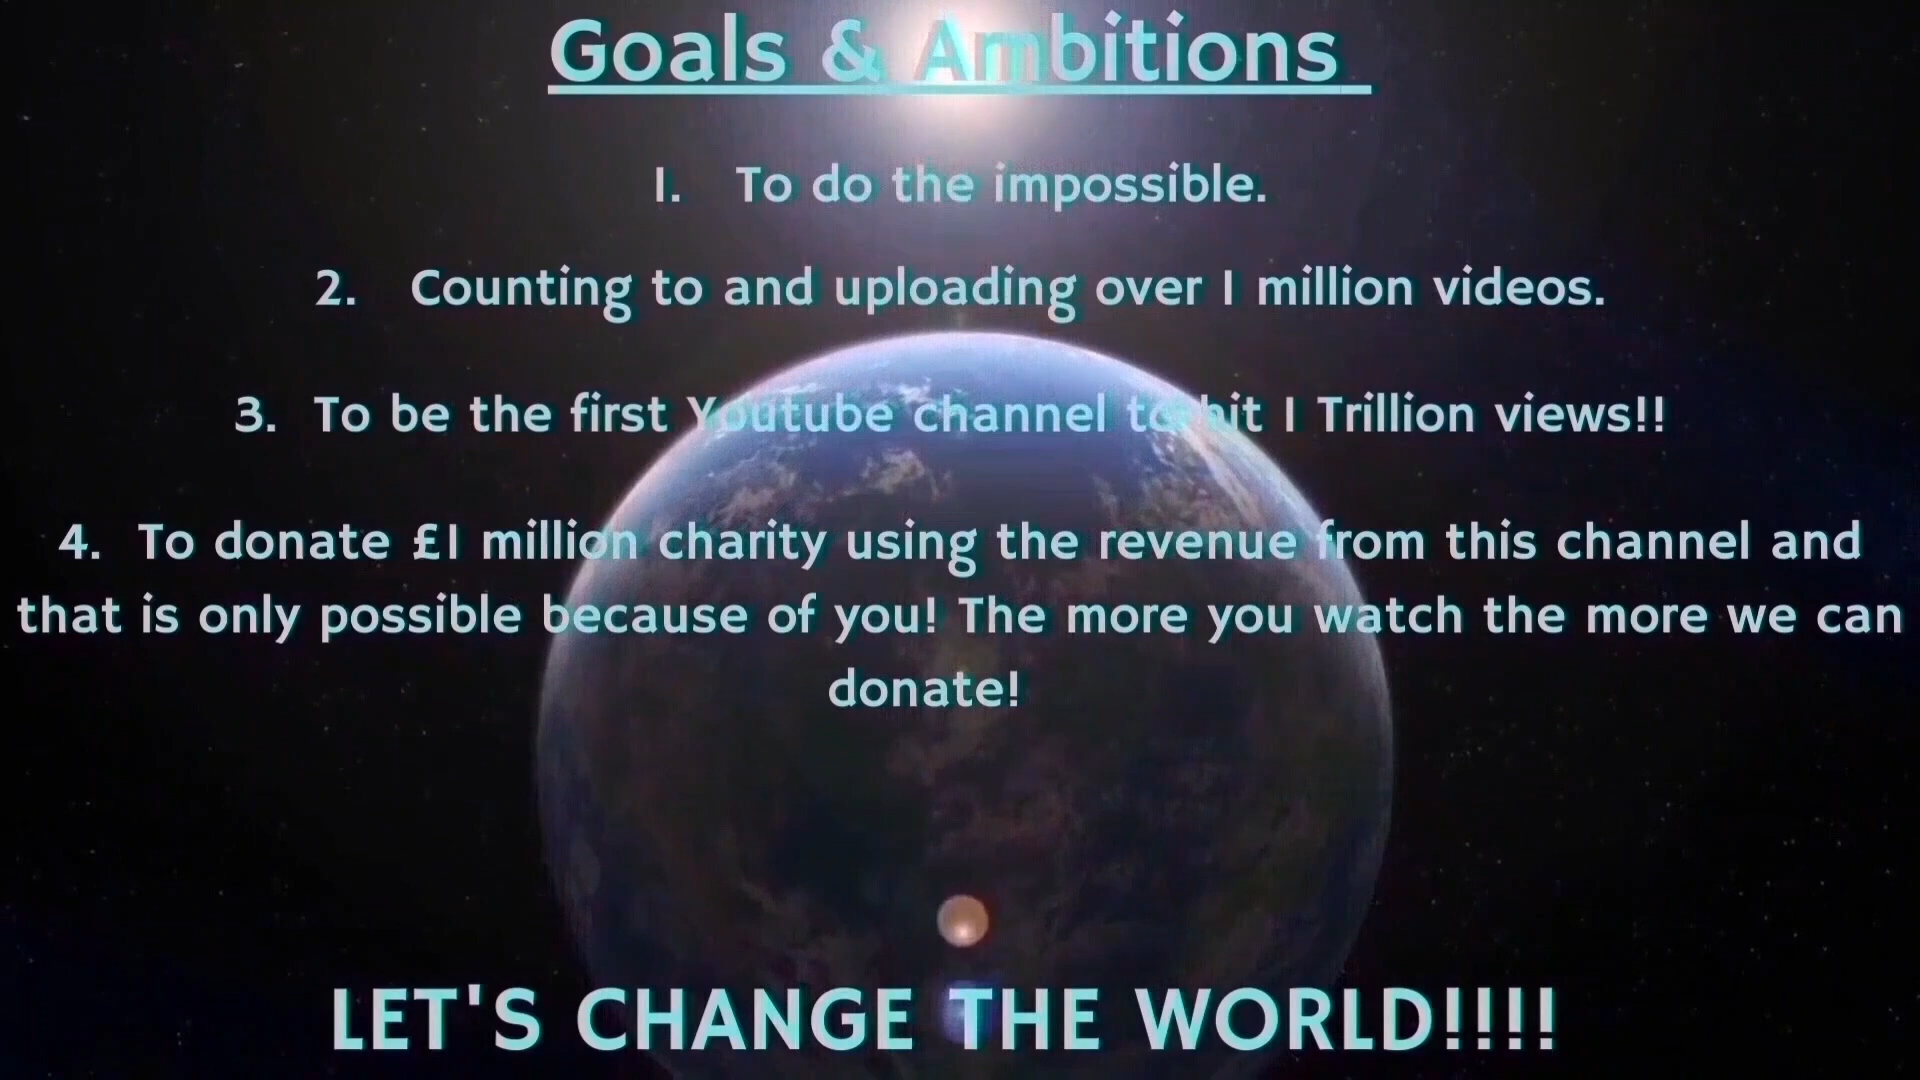 Goals & Ambitions
1. To do the impossible.
2. Counting to and uploading over 1 million videos.
3. To be the first Youtube channel to hit 1 Trillion views!!
4. To donate £1 million charity using the revenue from this channel and
that is only possible because of you! The more you watch the more we can
donate!
LET'S CHANGE THE WORLD!!!!